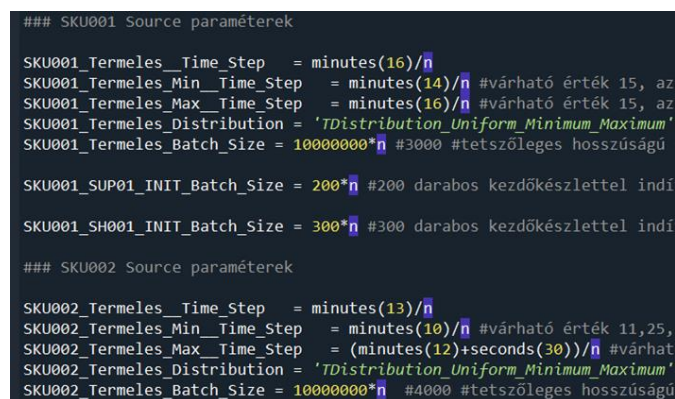 ### SKU001 Source paraméterek
SKU001_Termeles__Time_Step = minutes(16)/n
SKU001_Termeles_Min__Time_Step = minutes(14)/n #várható érték 15, az
SKU001_Termeles_Max__Time_Step = minutes(16)/n #várható érték 15, az
SKU001_Termeles_Distribution = 'TDistribution_Uniform_Minimum_Maximum'
SKU001_Termeles_Batch_Size = 10000000*n #3000 #tetszőleges hosszúságú
SKU001_SUP01_INIT_Batch_Size = 200*n #200 darabos kezdőkészlettel indí
SKU001_SH001_INIT_Batch_Size = 300*n #300 darabos kezdőkészlettel indí
### SKU002 Source paraméterek
SKU002_Termeles__Time_Step = minutes(13)/n
SKU002_Termeles_Min__Time_Step = minutes(10)/n #várható érték 11,25,
SKU002_Termeles_Max__Time_Step = (minutes(12)+seconds(30))/n #várhat
SKU002_Termeles_Distribution = 'TDistribution_Uniform_Minimum_Maximum'
SKU002_Termeles_Batch_Size = 10000000*n #4000 #tetszőleges hosszúságú